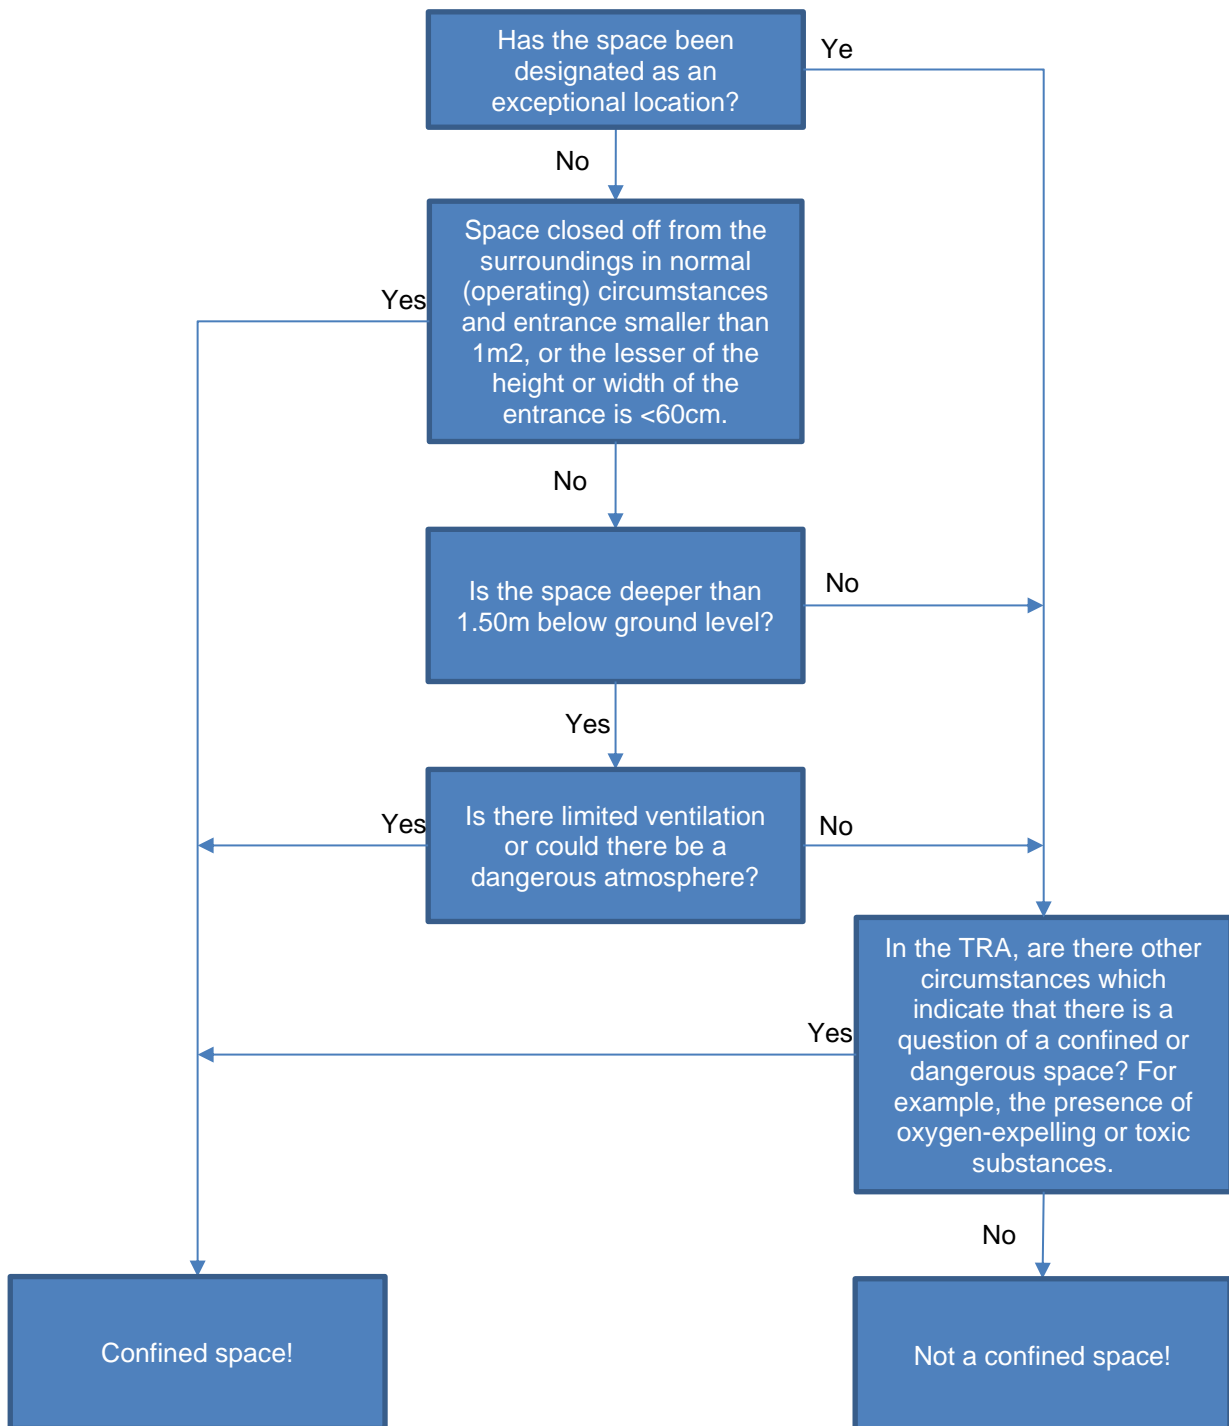 Has the space been
designated as an
exceptional location?
Ye
No
Space closed off from the
surroundings in normal
(operating) circumstances
and entrance smaller than
1m2, or the lesser of the
height or width of the
entrance is <60cm.
Yes
No
Is the space deeper than
1.50m below ground level?
No
Yes
Is there limited ventilation
or could there be a
dangerous atmosphere?
Yes
No
In the TRA, are there other
circumstances which
indicate that there is a
question of a confined or
dangerous space? For
example, the presence of
oxygen-expelling or toxic
substances.
Yes
No
Confined space!
Not a confined space!